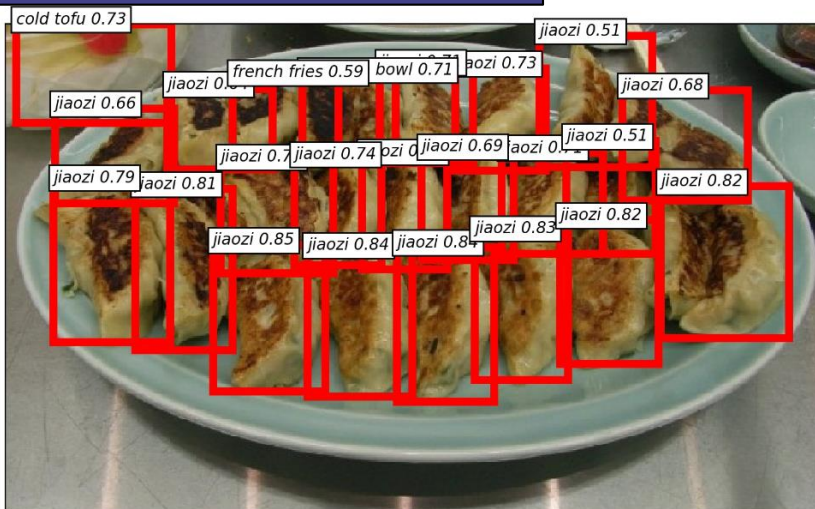 cold tofu 0.73
jiaozi 0.51
french fries 0.59
bowl 0.71
0.73
jiaozi
jiaozi 0.68
jiaozi 0.66
jiaozi 0.51
jiaozi 0.74
jiaozi 0.69
jiaozi 0.79
jiaozi 0.81
jiaozi 0.82
jiaozi 0.82
jiaozi 0.83
jiaozi 0.85
jiaozi 0.84
jiaozi 0.84